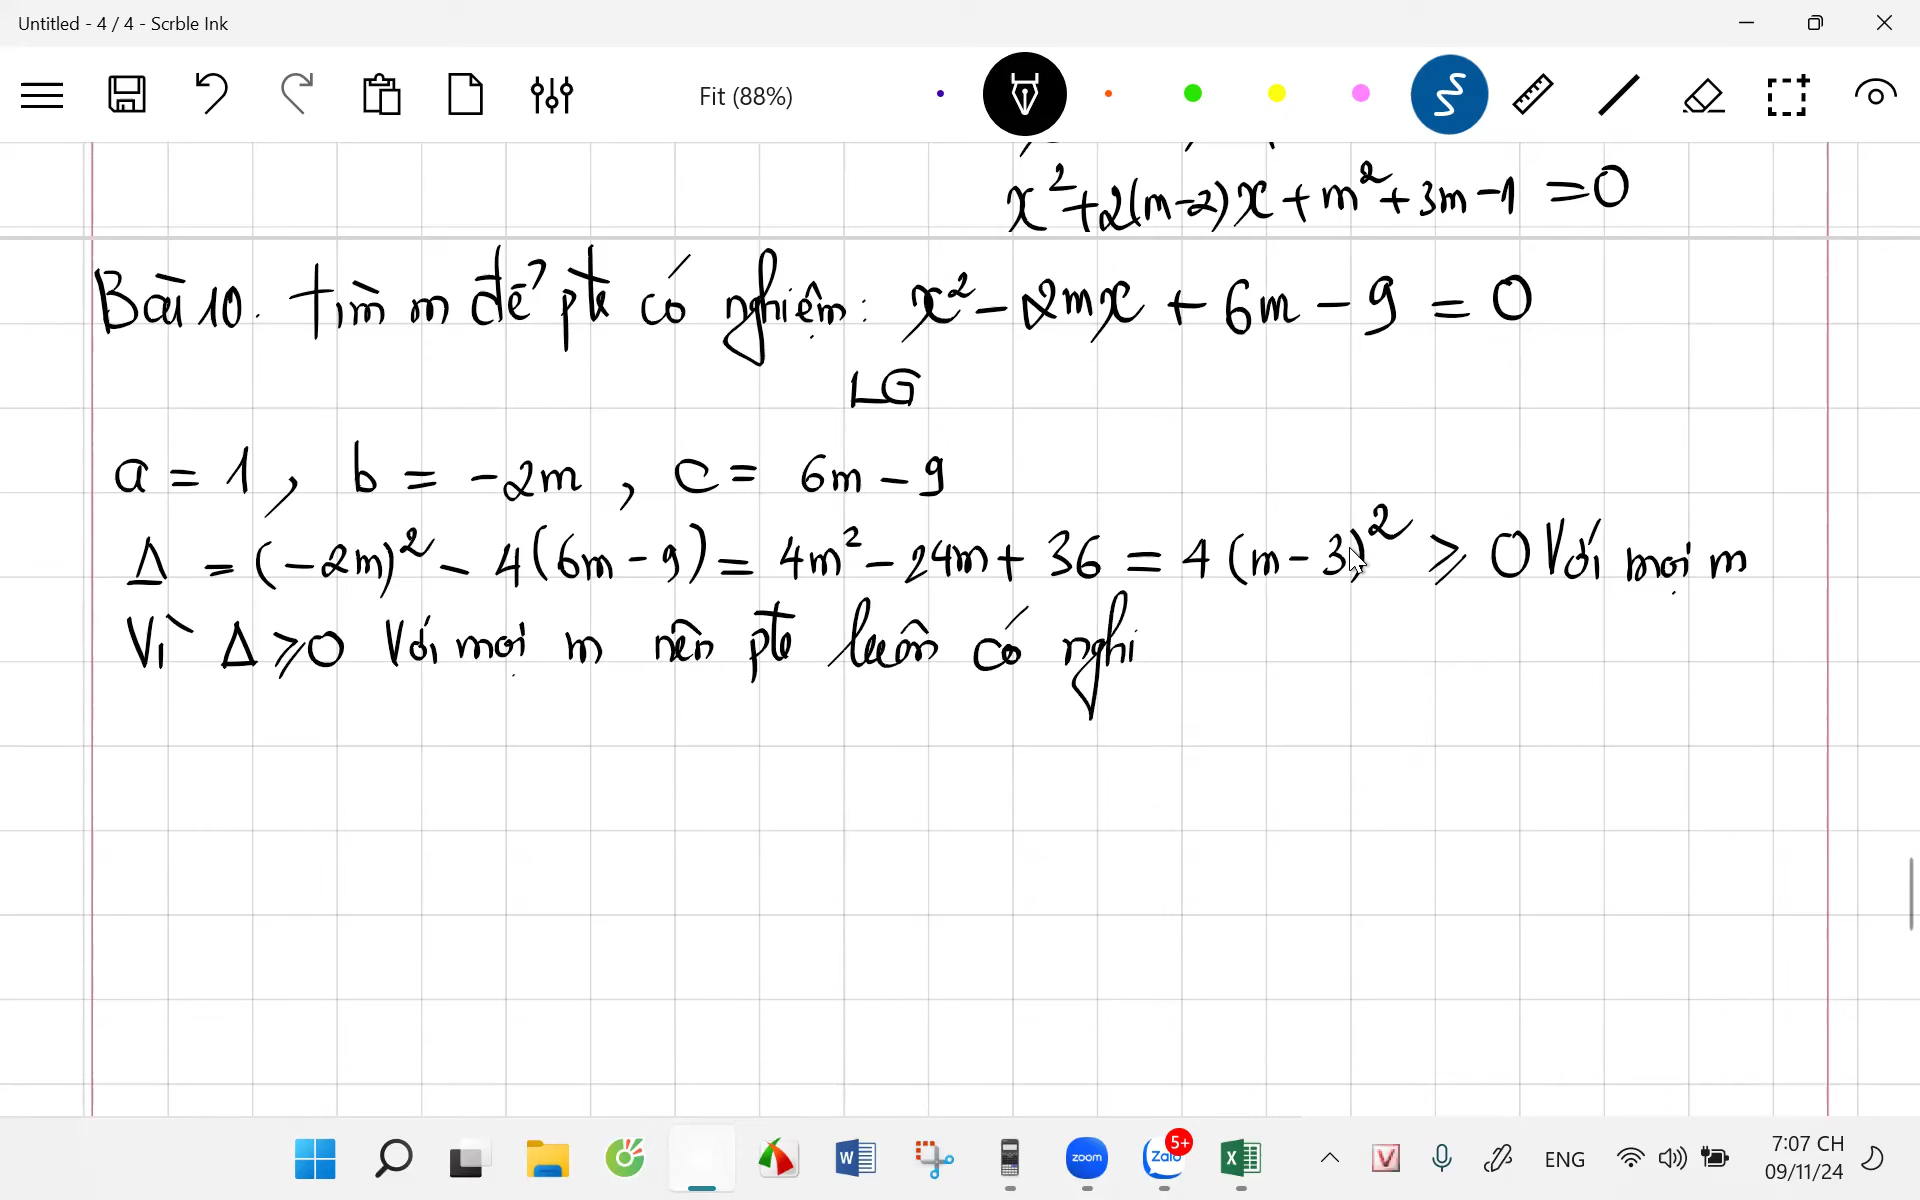 Untitled - 4 / 4 - Scrble Ink
Fit (88%)
x² + 2(m-2)x + m² + 3m - 1 = 0
Bài 10. Tìm m để pt có nghiệm: x² - 2mx + 6m - 9 = 0
LG
a = 1, b = -2m, c = 6m - 9
Δ = (-2m)² - 4(6m - 9) = 4m² - 24m + 36 = 4(m - 3)² ⩾ 0 Với mọi m
Vì Δ ⩾ 0 Với mọi m nên pt luôn có nghi
W
zoom
Zalo
5+
X
V
ENG
7:07 CH
09/11/24